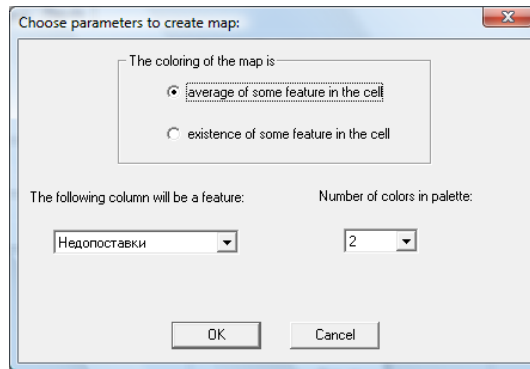 Choose parameters to create map:
The coloring of the map is
average of some feature in the cell
existence of some feature in the cell
The following column will be a feature:
Number of colors in palette:
Недопоставки
2
OK
Cancel